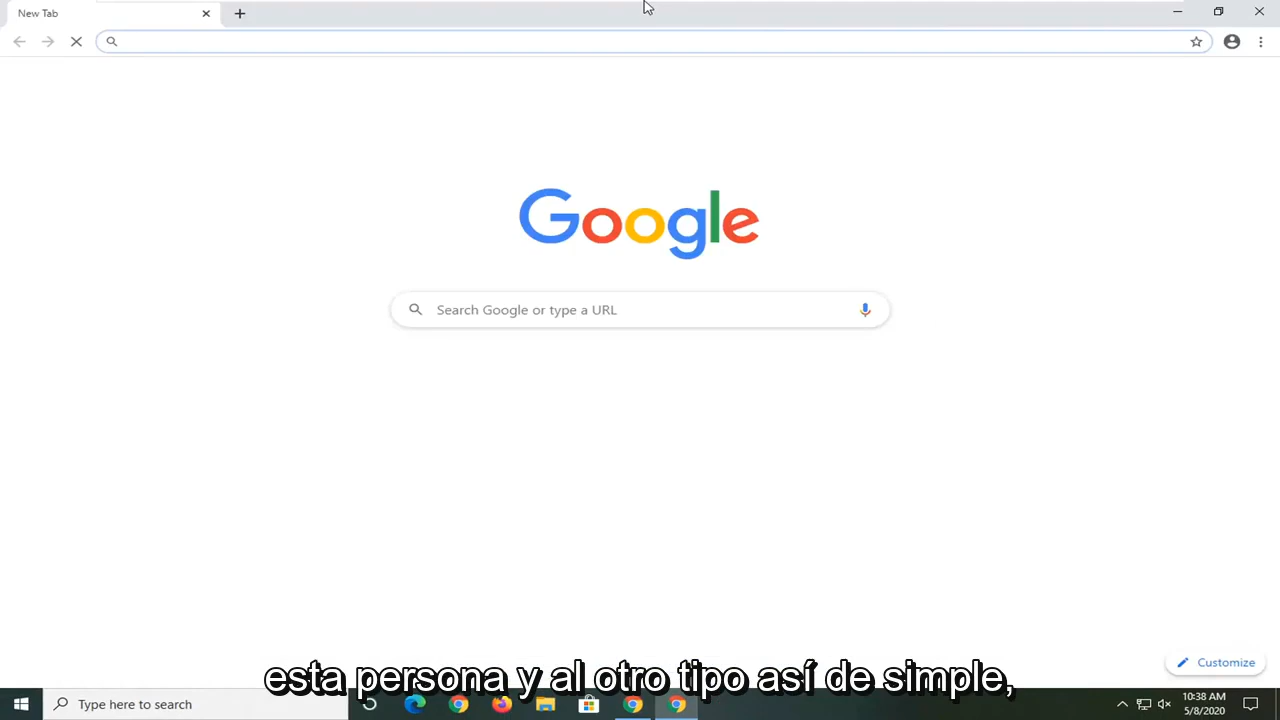 New Tab
Google
Search Google or type a URL
Customize
esta persona y al otro tipo así de simple,
Type here to search
10:38 AM
5/8/2020